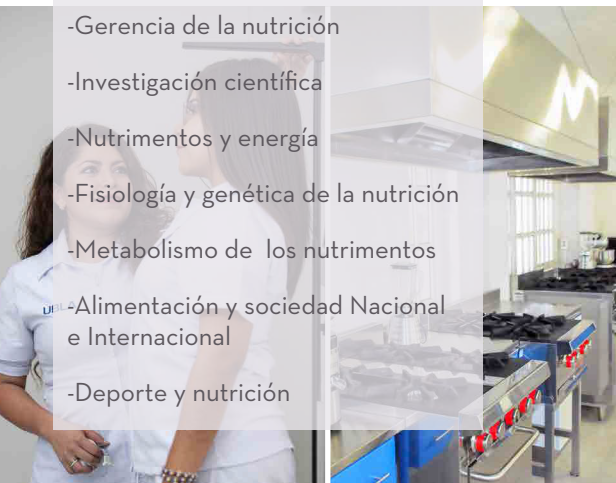 -Gerencia de la nutrición
-Investigación científica
-Nutrimentos y energía
-Fisiología y genética de la nutrición
-Metabolismo de  los nutrimentos
-Alimentación y sociedad Nacional
e Internacional
-Deporte y nutrición